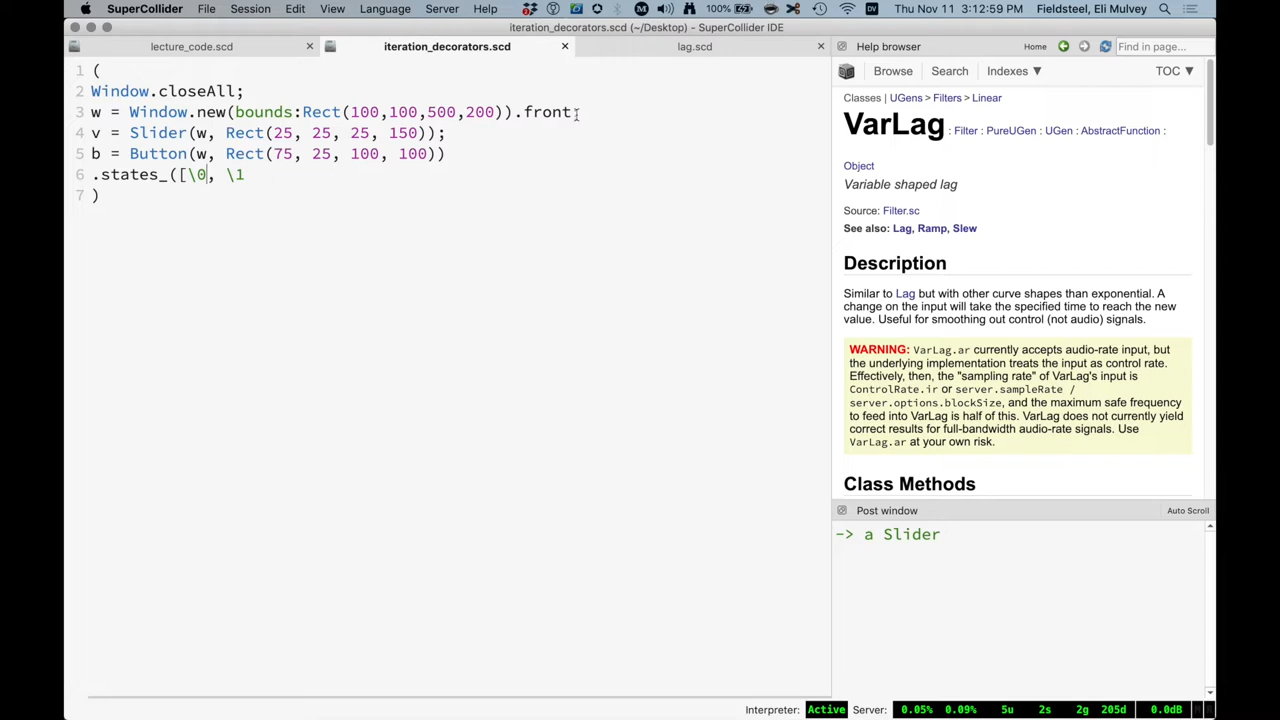 SuperCollider File Session Edit View Language Server Help 100% Thu Nov 11 3:12:59 PM Fieldsteel, Eli Mulvey
iteration_decorators.scd (~/Desktop) - SuperCollider IDE
lecture_code.scd × iteration_decorators.scd × lag.scd ×
1 (
2 Window.closeAll;
3 w = Window.new(bounds:Rect(100,100,500,200)).front;
4 v = Slider(w, Rect(25, 25, 25, 150));
5 b = Button(w, Rect(75, 25, 100, 100))
6 .states_([\0, \1
7 )
Help browser Home Find in page...
Browse Search Indexes ▼ TOC ▼
Classes | UGens > Filters > Linear
VarLag : Filter : PureUGen : UGen : AbstractFunction :
Object
Variable shaped lag
Source: Filter.sc
See also: Lag, Ramp, Slew
Description
Similar to Lag but with other curve shapes than exponential. A
change on the input will take the specified time to reach the new
value. Useful for smoothing out control (not audio) signals.
WARNING: VarLag.ar currently accepts audio-rate input, but
the underlying implementation treats the input as control rate.
Effectively, then, the "sampling rate" of VarLag's input is
ControlRate.ir or server.sampleRate /
server.options.blockSize, and the maximum safe frequency
to feed into VarLag is half of this. VarLag does not currently yield
correct results for full-bandwidth audio-rate signals. Use
VarLag.ar at your own risk.
Class Methods
Post window Auto Scroll
-> a Slider
Interpreter: Active Server: 0.05% 0.09% 5u 2s 2g 205d 0.0dB M R